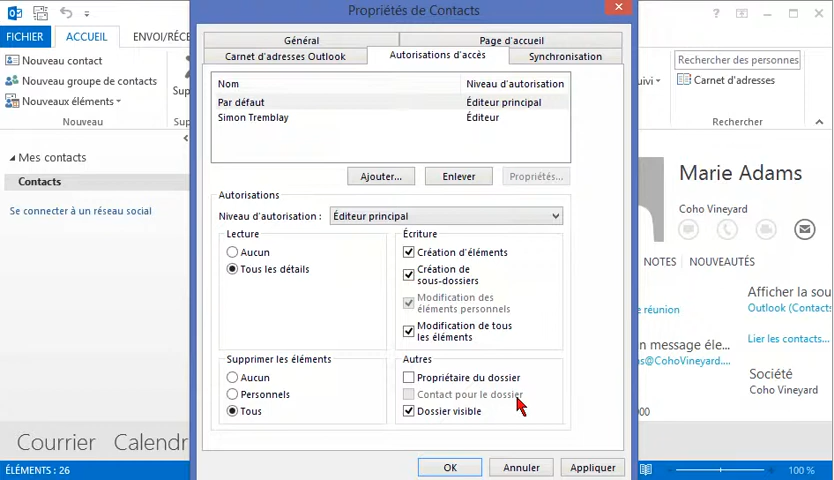 Propriétés de Contacts
FICHIER ACCUEIL ENVOI/RÉCE
Nouveau contact
Nouveau groupe de contacts
Nouveaux éléments
Nouveau
Mes contacts
Contacts
Se connecter à un réseau social
Général Page d'accueil
Carnet d'adresses Outlook Autorisations d'accès Synchronisation
Nom Niveau d'autorisation
Par défaut Éditeur principal
Simon Tremblay Éditeur
Ajouter... Enlever Propriétés...
Autorisations
Niveau d'autorisation : Éditeur principal
Lecture
Aucun
Tous les détails
Écriture
Création d'éléments
Création de
sous-dossiers
Modification des
éléments personnels
Modification de tous
les éléments
Supprimer les éléments
Aucun
Personnels
Tous
Autres
Propriétaire du dossier
Contact pour le dossier
Dossier visible
OK Annuler Appliquer
Rechercher des personnes
Carnet d'adresses
Rechercher
Marie Adams
Coho Vineyard
NOTES NOUVEAUTÉS
Afficher la sou
Outlook (Contacts
e réunion
Lier les contacts...
n message éle...
s@CohoVineyard...
Société
Coho Vineyard
Courrier Calendr
ÉLÉMENTS : 26
100 %